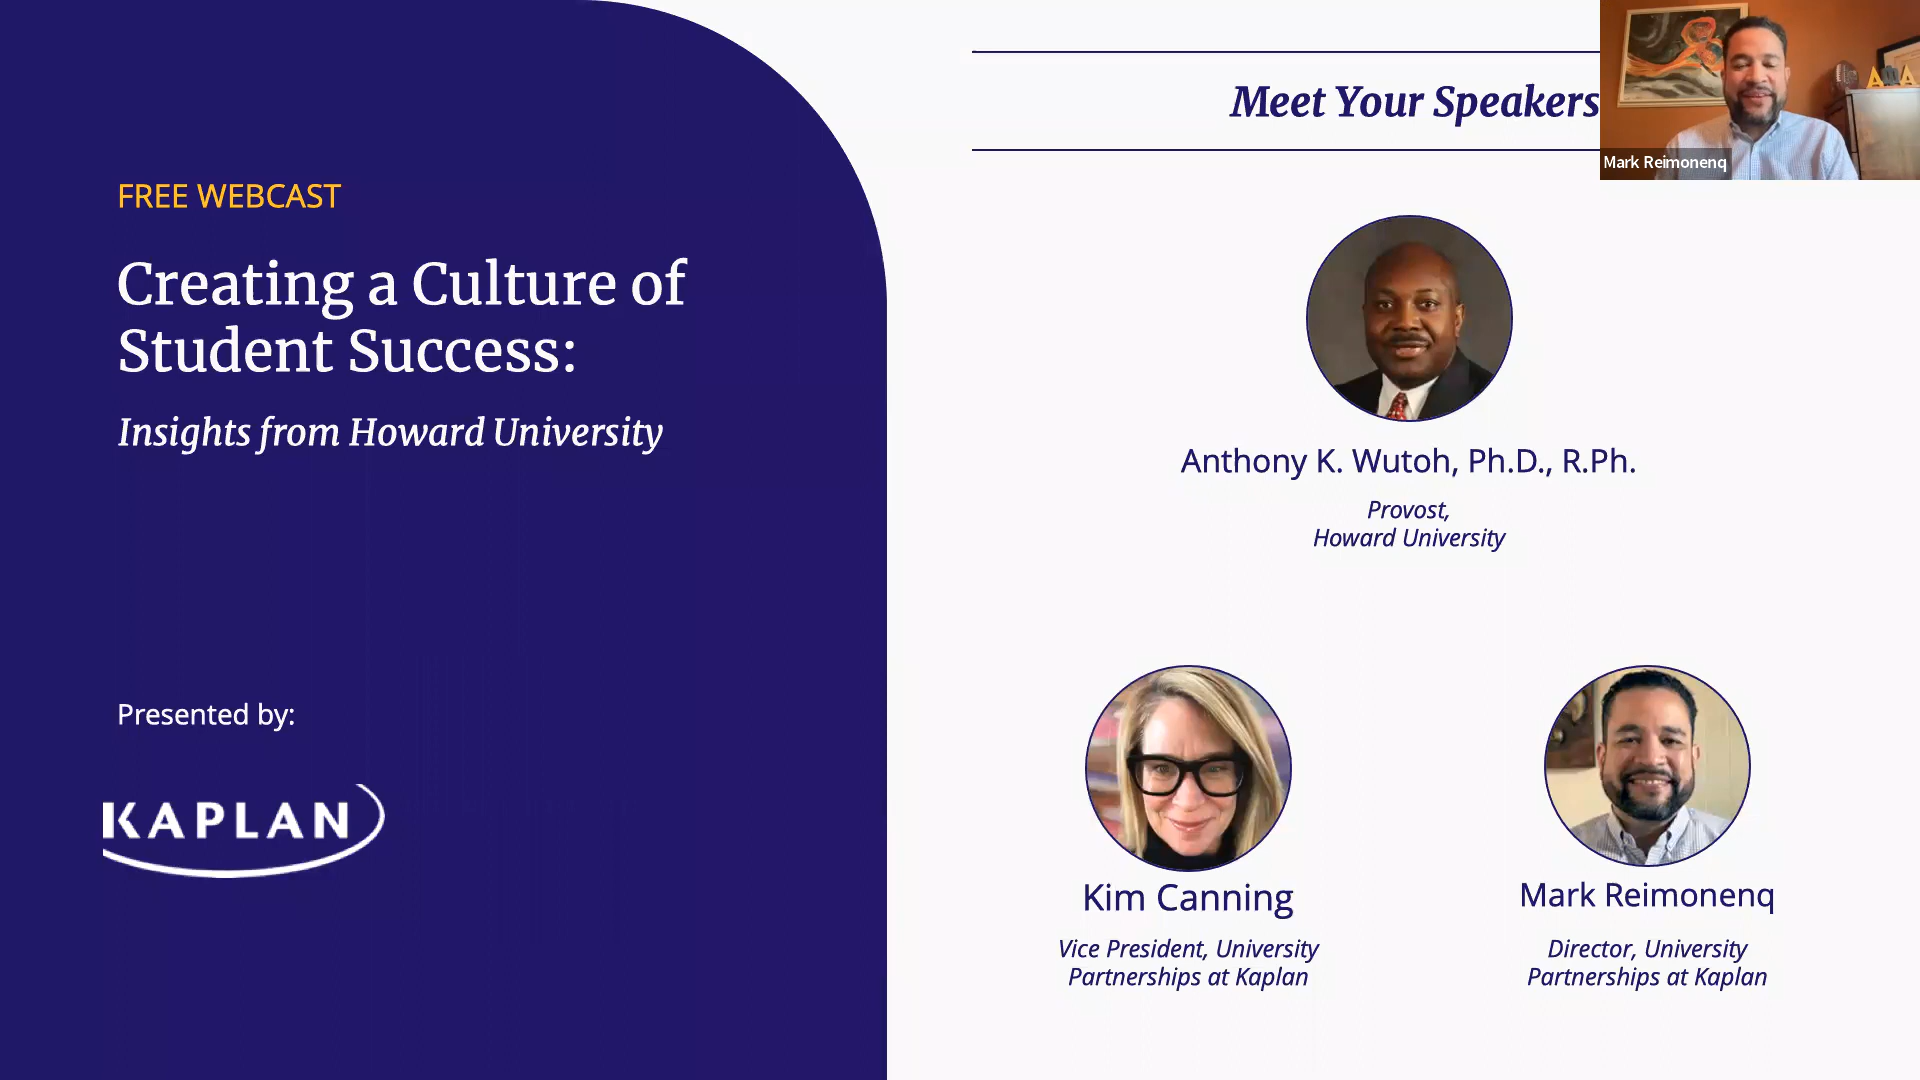 FREE WEBCAST
Creating a Culture of
Student Success:
Insights from Howard University
Presented by:
KAPLAN
Meet Your Speakers
Mark Reimonenq
Anthony K. Wutoh, Ph.D., R.Ph.
Provost,
Howard University
Kim Canning
Vice President, University
Partnerships at Kaplan
Mark Reimonenq
Director, University
Partnerships at Kaplan